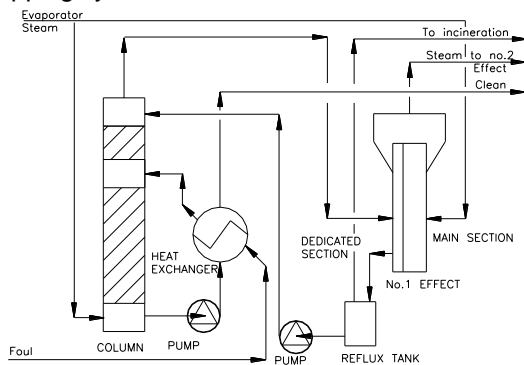 pping
Evaporator
Steam
To incineration
Steam to no.2
Effect
Clean
HEAT
EXCHANGER
DEDICATED
SECTION
MAIN SECTION
No.1 EFFECT
Foul
COLUMN
PUMP
PUMP
REFLUX TANK